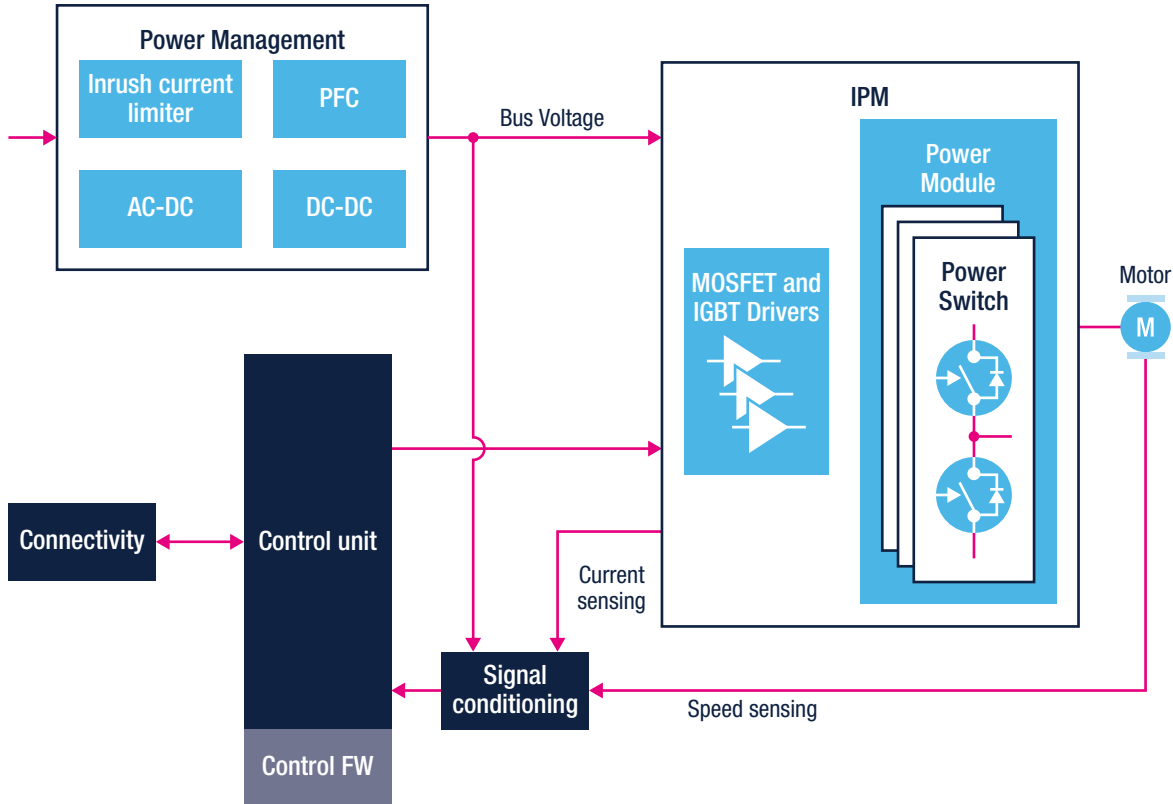 Power Management
Inrush current
limiter
PFC
AC-DC
DC-DC
Bus Voltage
IPM
Power
Module
MOSFET and
IGBT Drivers
Power
Switch
Motor
M
Connectivity
Control unit
Current
sensing
Signal
conditioning
Speed sensing
Control FW